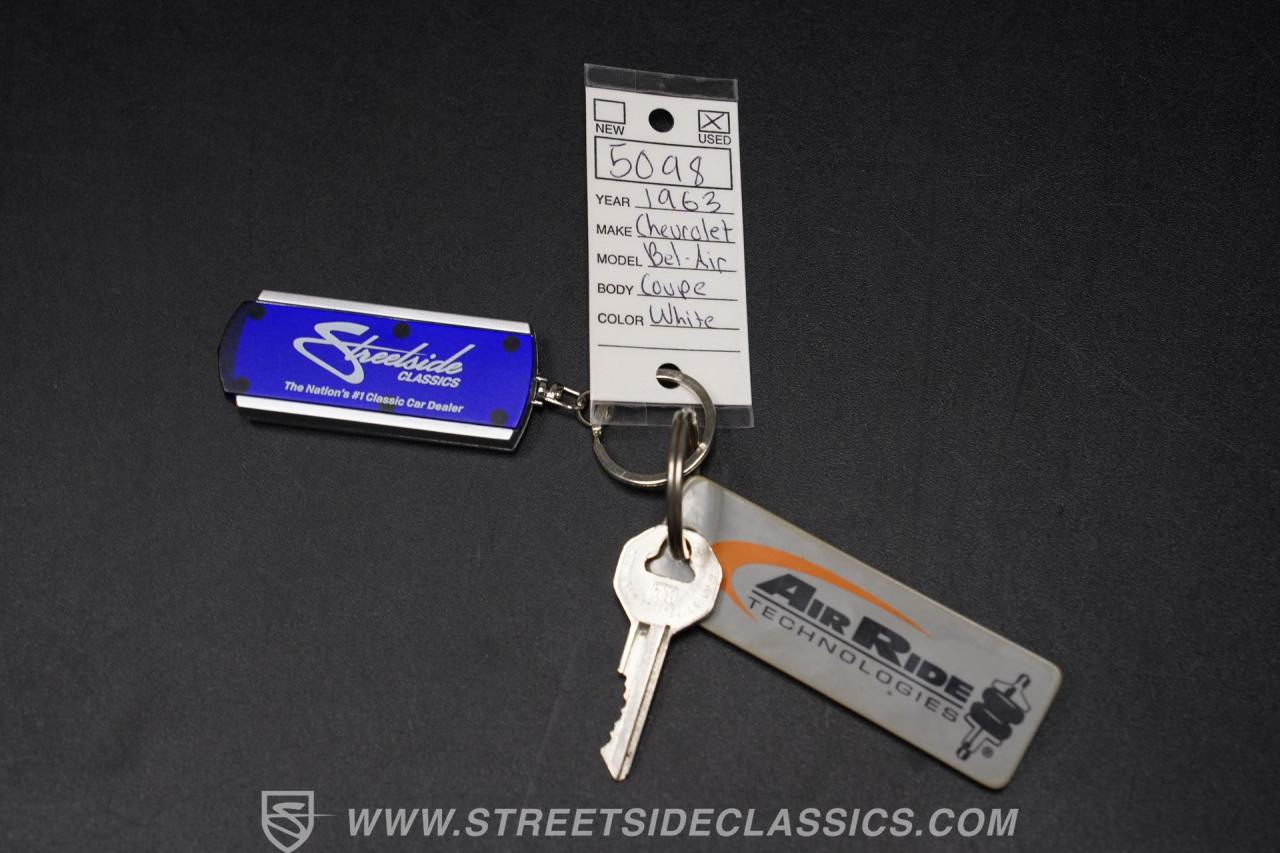 NEW USED
5098
YEAR 1963
MAKE Chevrolet
MODEL Bel-Air
BODY Coupe
COLOR White
Streetside
CLASSICS
The Nation's #1 Classic Car Dealer
AIR RIDE
TECHNOLOGIES
®
WWW.STREETSIDECLASSICS.COM